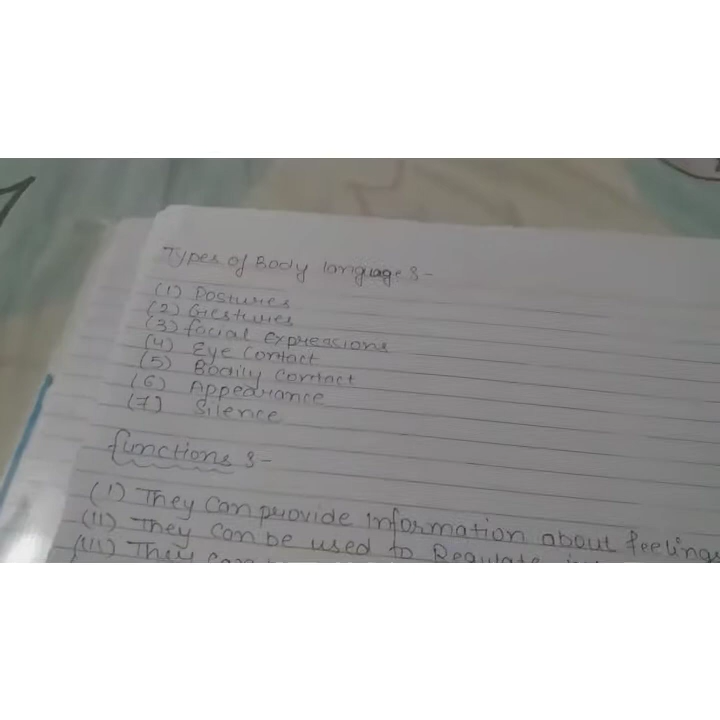 Types of Body language :-
(1) Postures
(2) Gestures
(3) facial Expressions
(4) Eye Contact
(5) Bodily Contact
(6) Appearance
(7) Silence
functions :-
(I) They can provide information about feelings
(II) They can be used to Regulate
(III) They